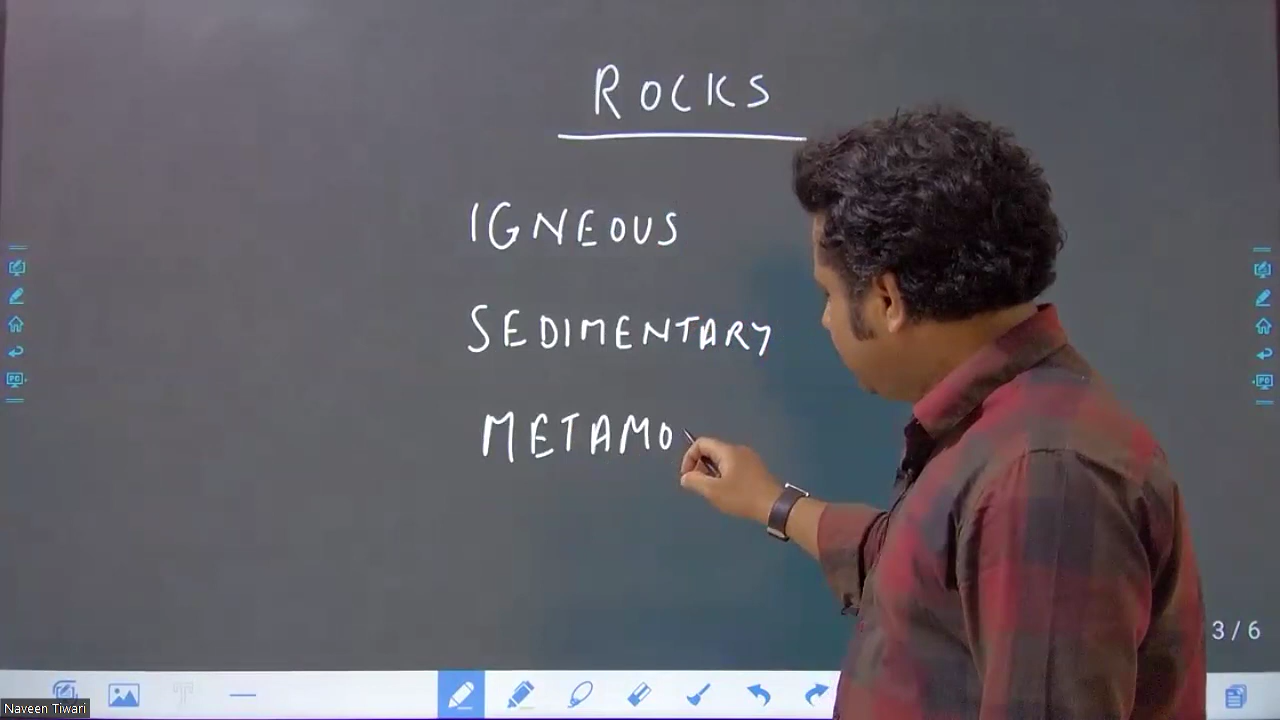 ROCKS
IGNEOUS
SEDIMENTARY
METAMO
3/6
Naveen Tiwari